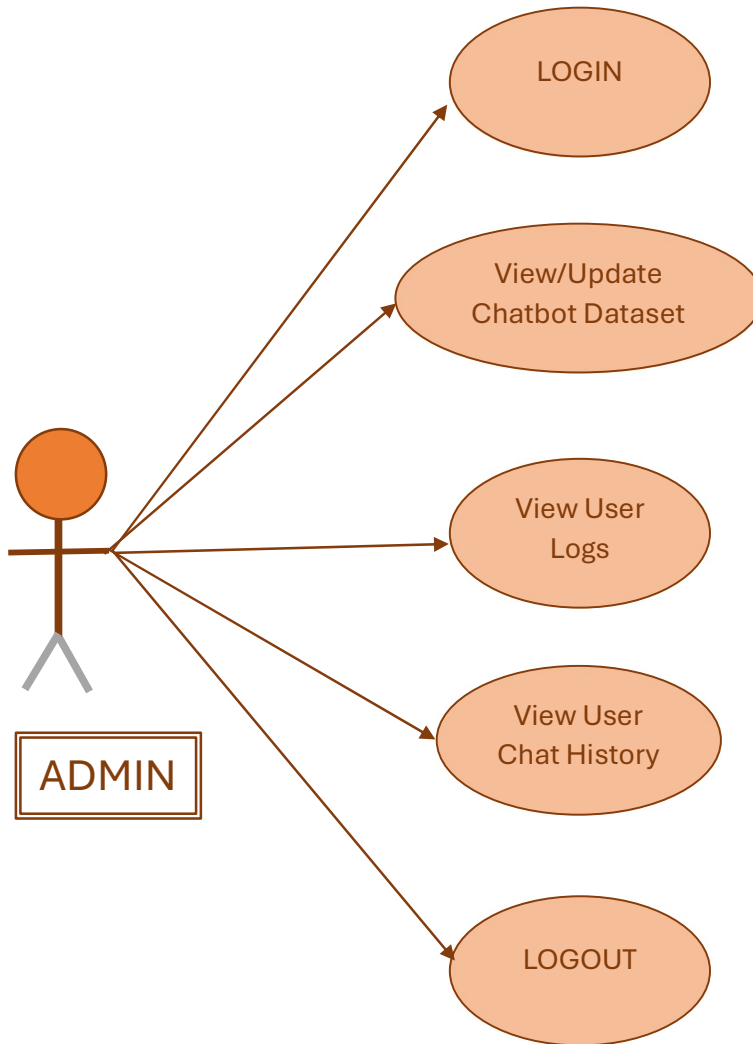 LOGIN
View/Update
Chatbot Dataset
View User
Logs
View User
Chat History
ADMIN
LOGOUT